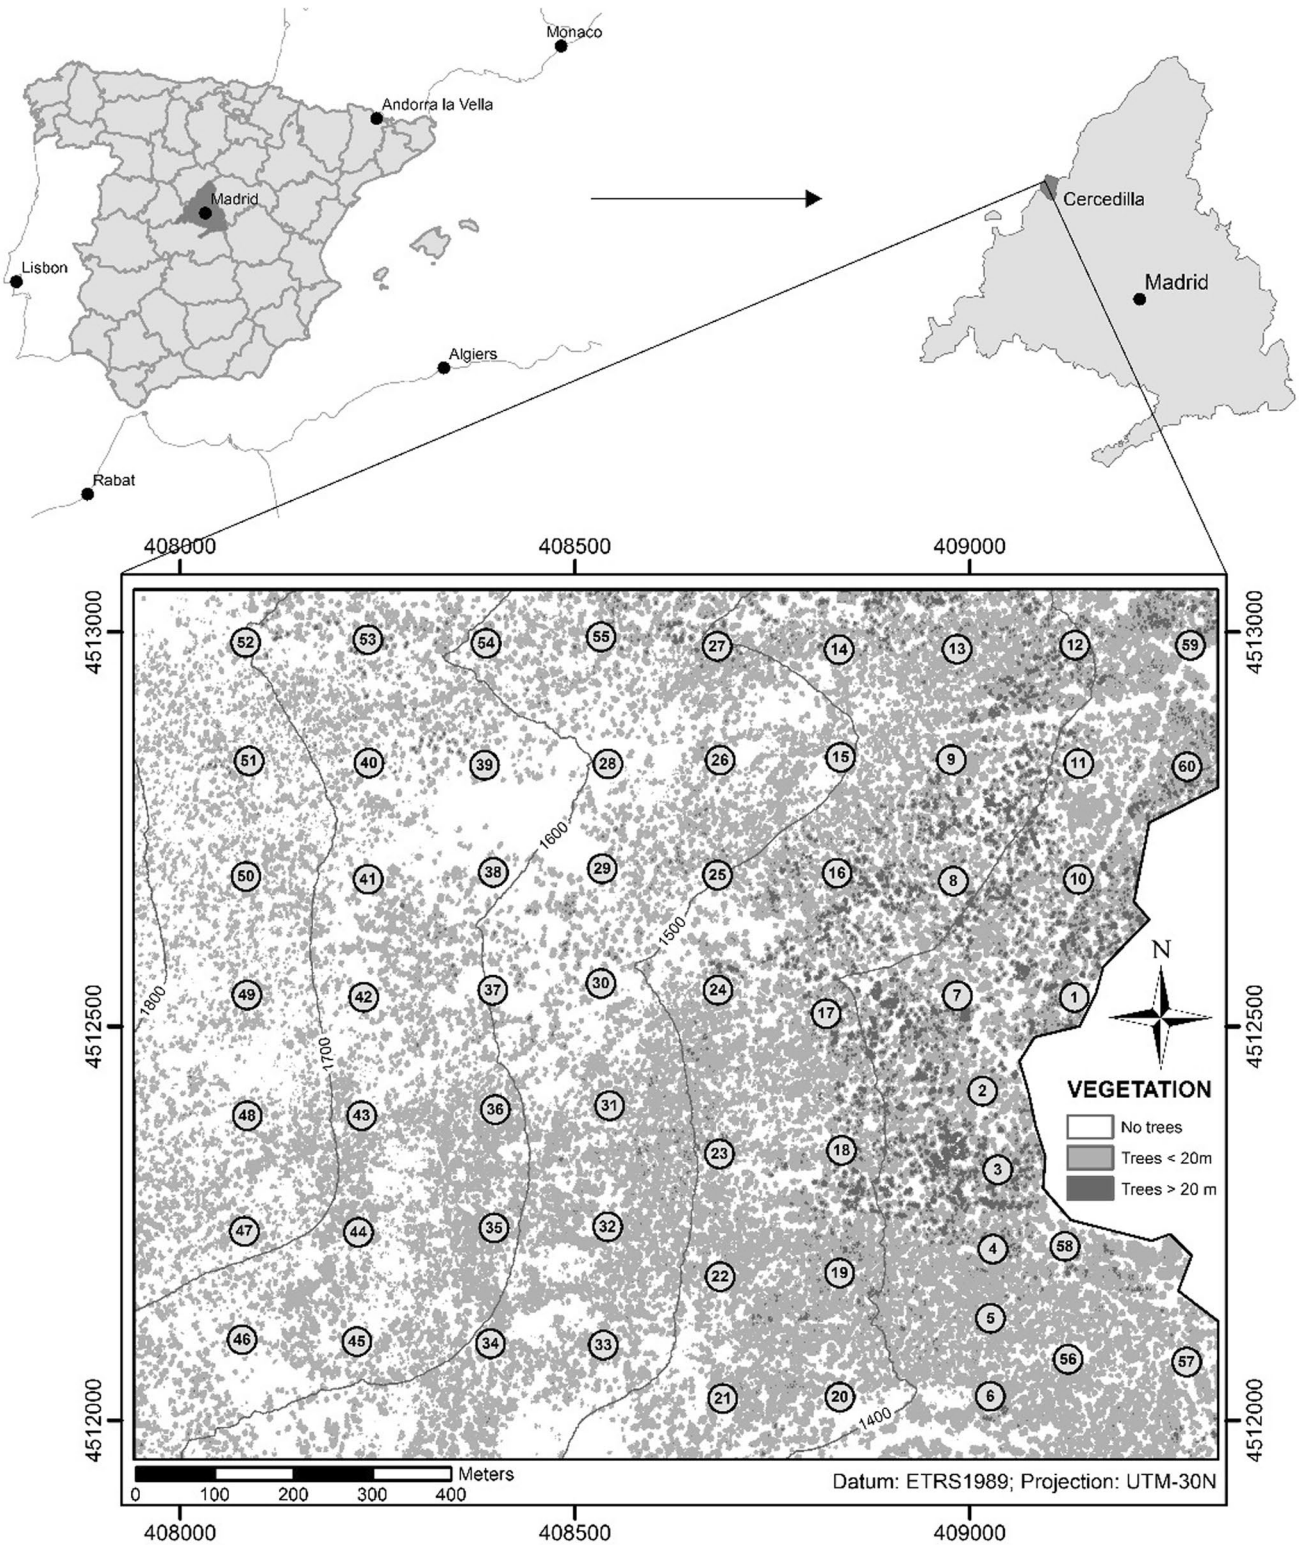 Monaco
Andorra la Vella
Madrid
Cercedilla
Lisbon
Madrid
Algiers
Rabat
408000 408500 409000
4513000 4513000
52 53 54 55 27 14 13 12 59
51 40 39 28 26 15 9 11 60
1600
50 41 38 29 25 16 8 10
1500
N
49 42 37 30 24 17 7 1
1800
4512500 4512500
1700
2
VEGETATION
No trees
Trees < 20m
Trees > 20 m
48 43 36 31
23 18 3
47 44 35 32 4 58
22 19
5
46 45 34 33 56 57
21 20 6
1400
4512000 4512000
Meters
0 100 200 300 400
Datum: ETRS1989; Projection: UTM-30N
408000 408500 409000